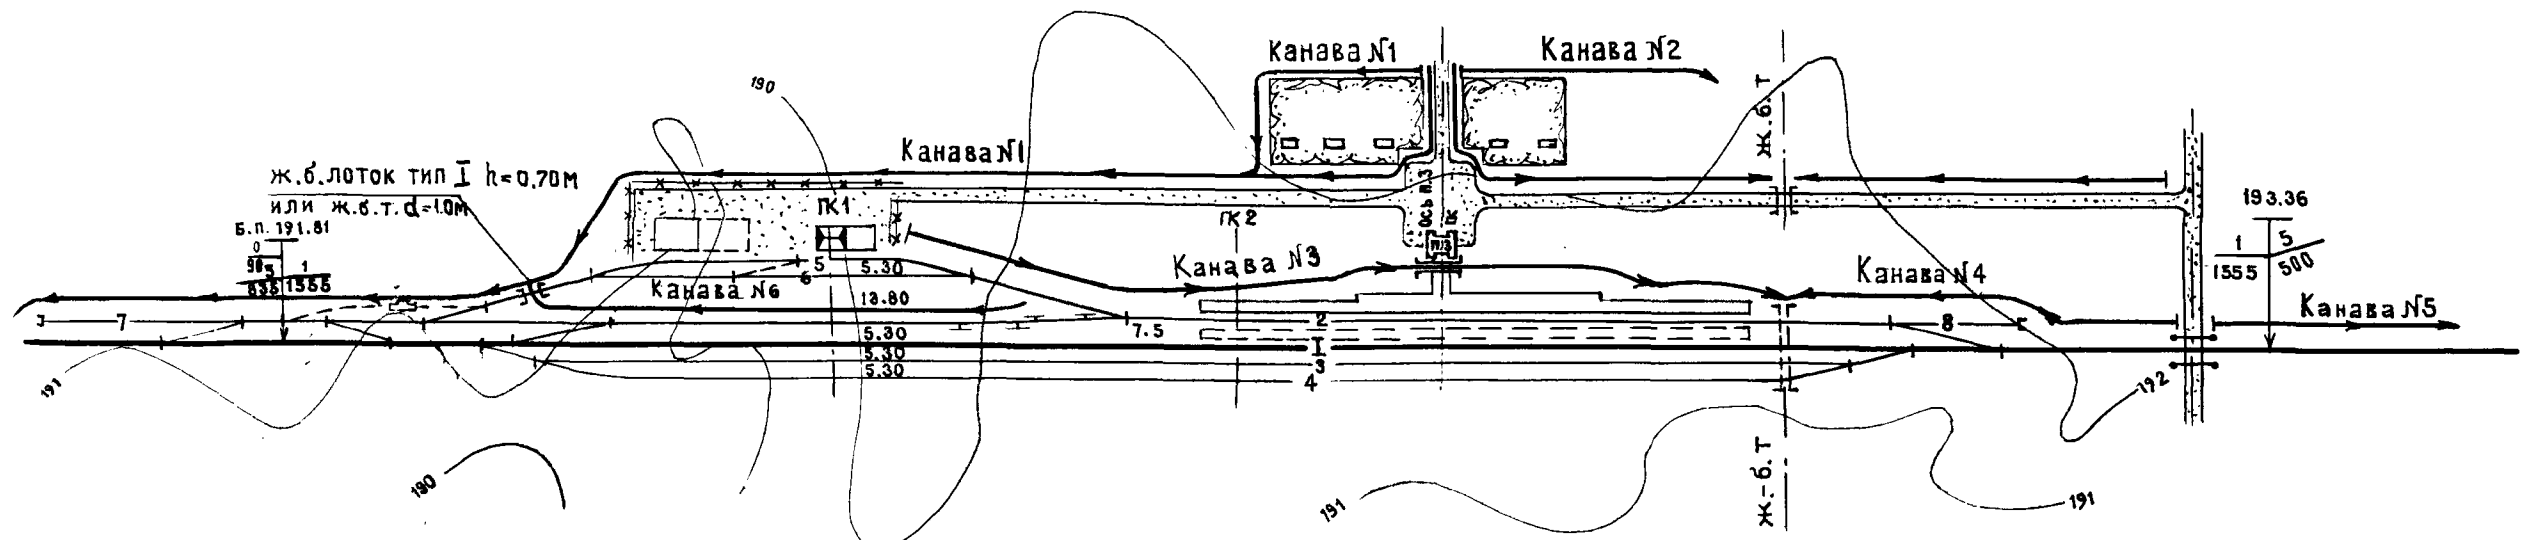 Канава №1
Канава №2
190
ж.б.т
Канава №1
ж.б. лоток тип I h=0,70м
или ж.б.т. d=1.0м
Б.п. 191.81
0
1
835
1555
ПК1
ПК2
Ось П.З
ПК
П/З
193.36
1
1555
5
500
5
5.30
6
Канава №3
Канава №4
Канава №6
13.80
Канава №5
7
5.30
7.5
2
8
I
5.30
3
5.30
4
191
192
190
191
ж.-б.т
191